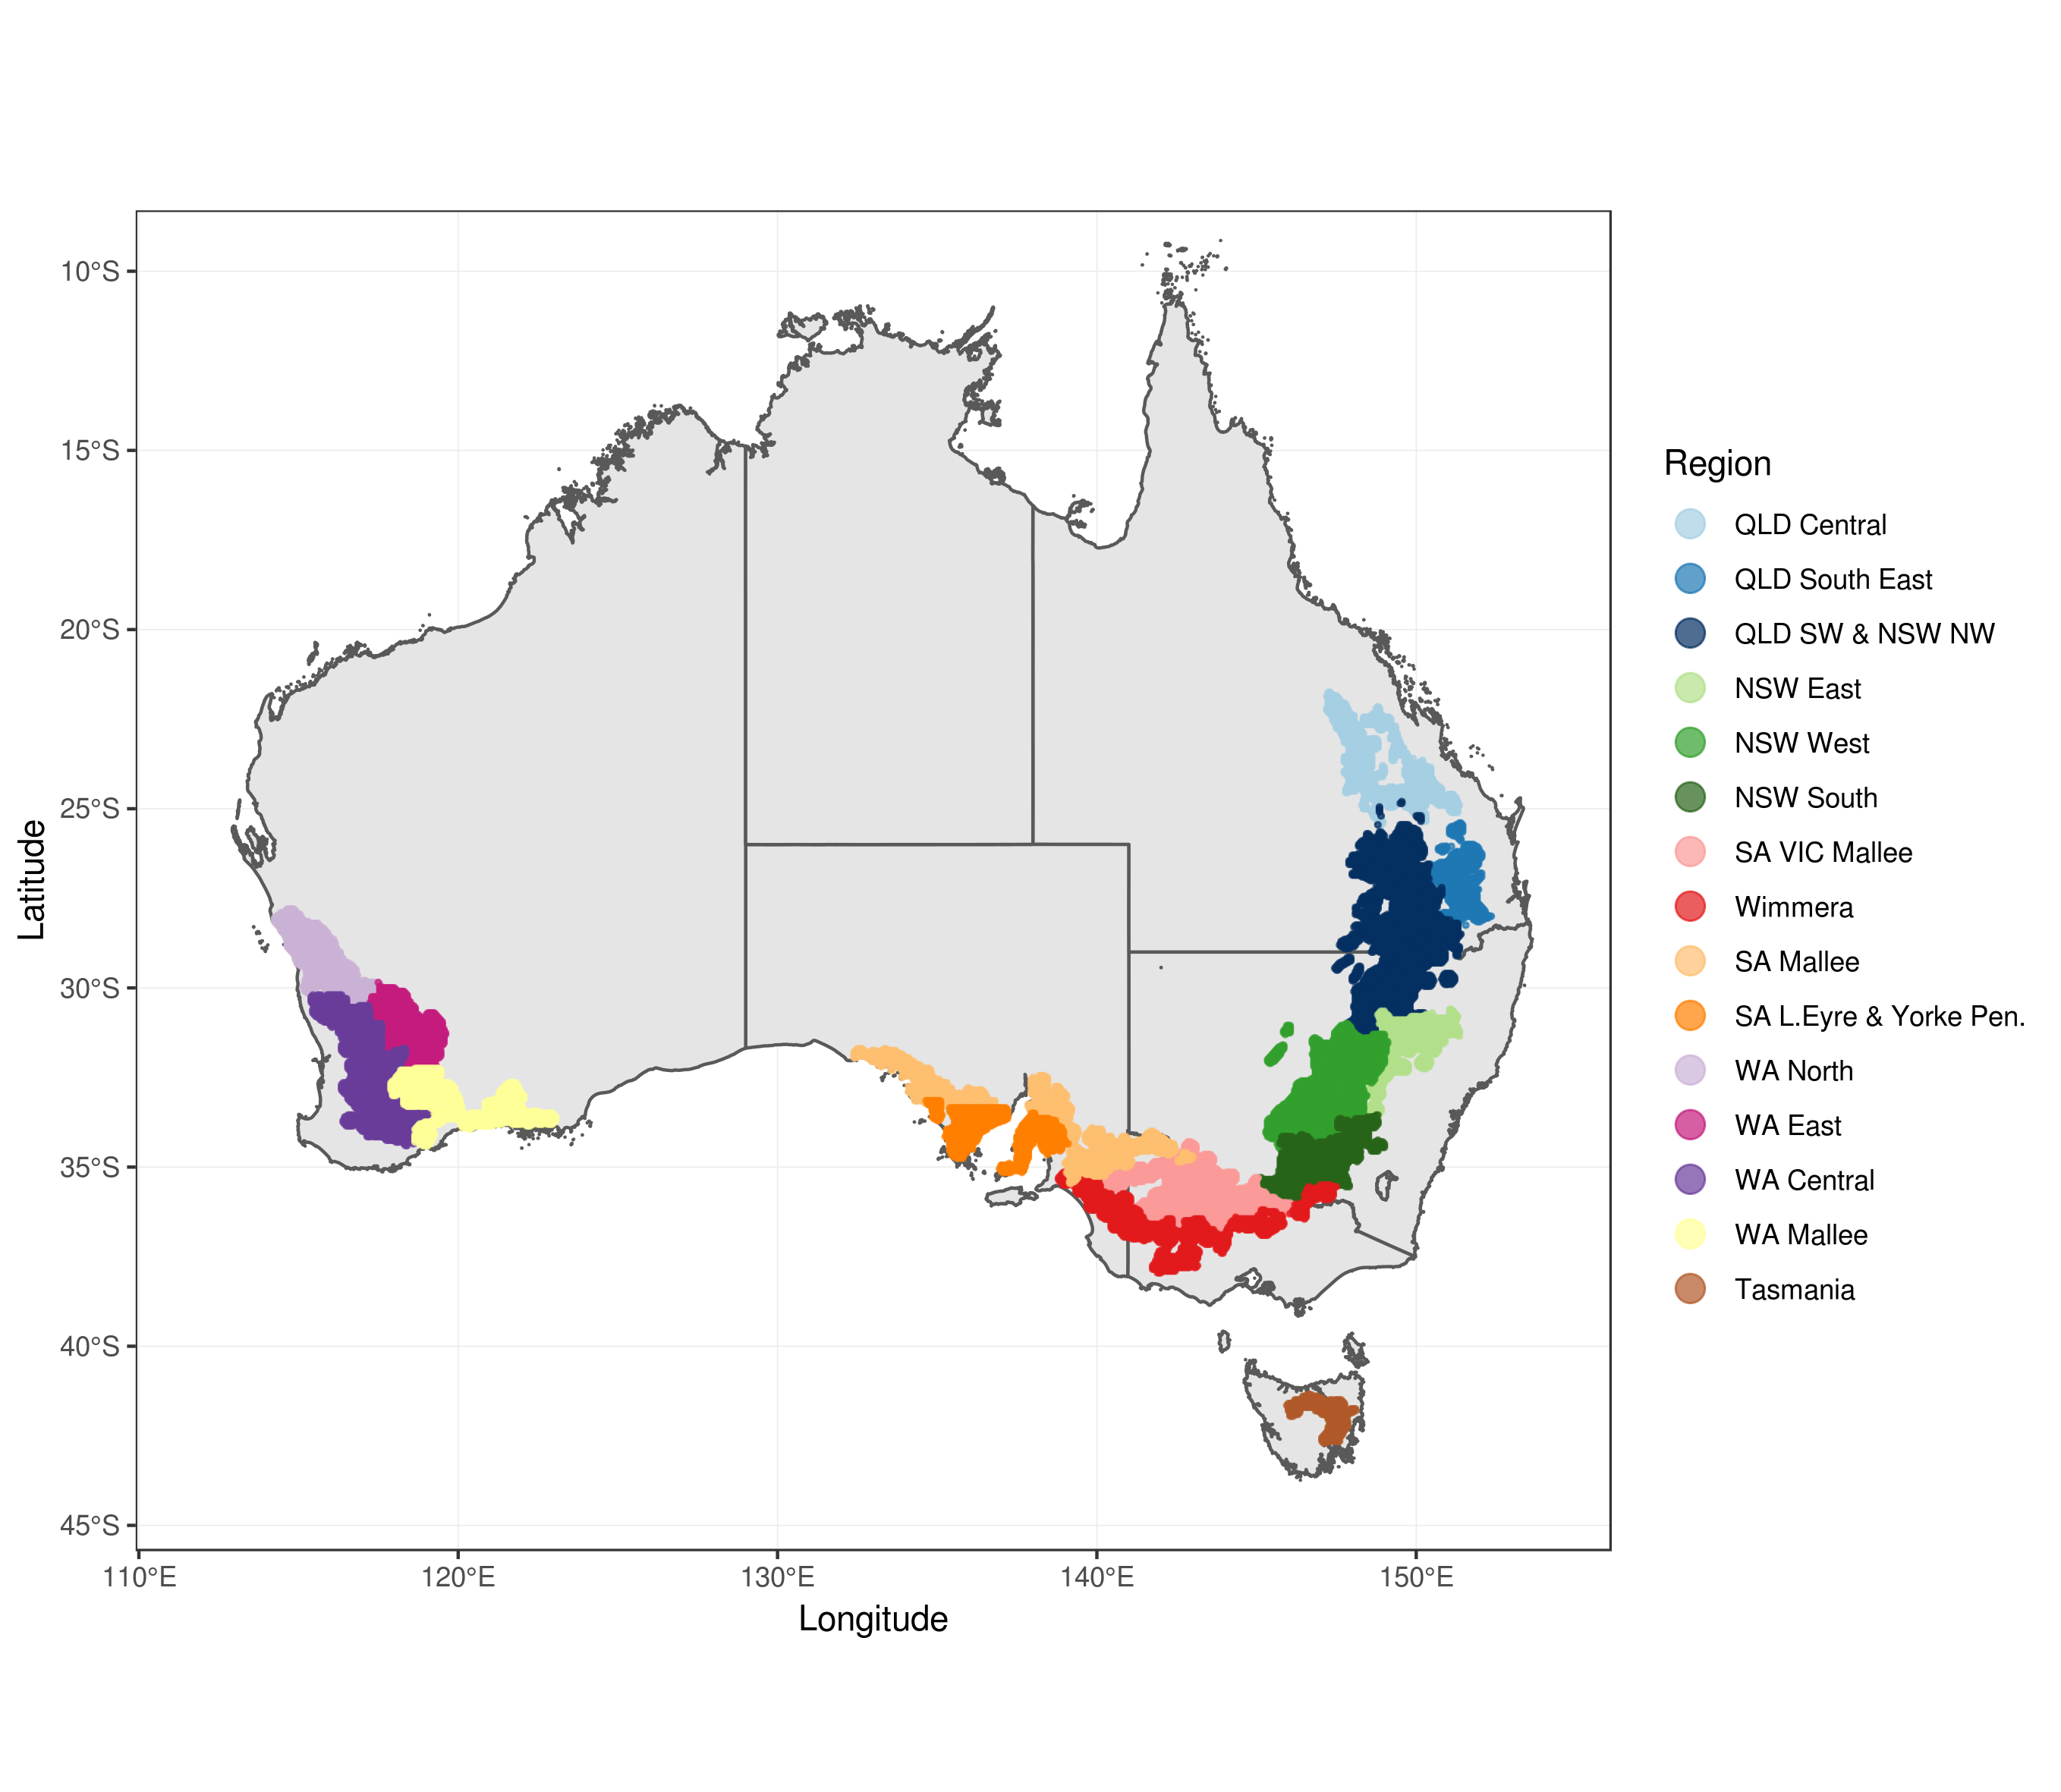 10°S
15°S
20°S
25°S
30°S
35°S
40°S
45°S
Latitude
110°E 120°E 130°E 140°E 150°E
Longitude
Region
QLD Central
QLD South East
QLD SW & NSW NW
NSW East
NSW West
NSW South
SA VIC Mallee
Wimmera
SA Mallee
SA L.Eyre & Yorke Pen.
WA North
WA East
WA Central
WA Mallee
Tasmania